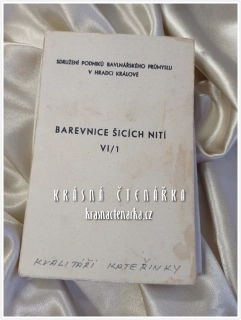 SDRUŽENÍ PODNIKŮ BAVLNÁŘSKÉHO PRŮMYSLU
V HRADCI KRÁLOVÉ
BAREVNICE ŠICÍCH NITÍ
VI/1
KRÁSNÁ ČTENÁŘKA
krasnactenarka.cz
KVALITÁŘI KATEŘINKY